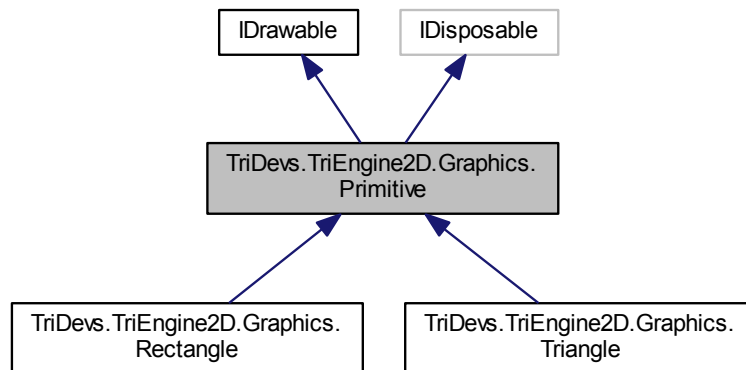 IDrawable
IDisposable
TriDevs.TriEngine2D.Graphics.
Primitive
TriDevs.TriEngine2D.Graphics.
Rectangle
TriDevs.TriEngine2D.Graphics.
Triangle